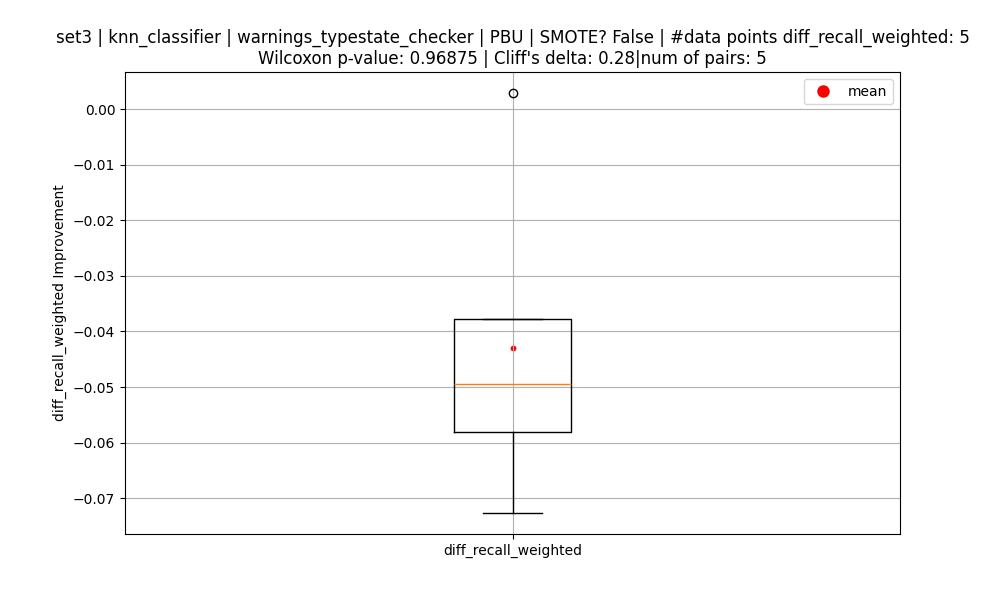 set3 | knn_classifier | warnings_typestate_checker | PBU | SMOTE? False | #data points diff_recall_weighted: 5
Wilcoxon p-value: 0.96875 | Cliff's delta: 0.28|num of pairs: 5
mean
0.00
−0.01
−0.02
−0.03
−0.04
−0.05
−0.06
−0.07
diff_recall_weighted Improvement
diff_recall_weighted